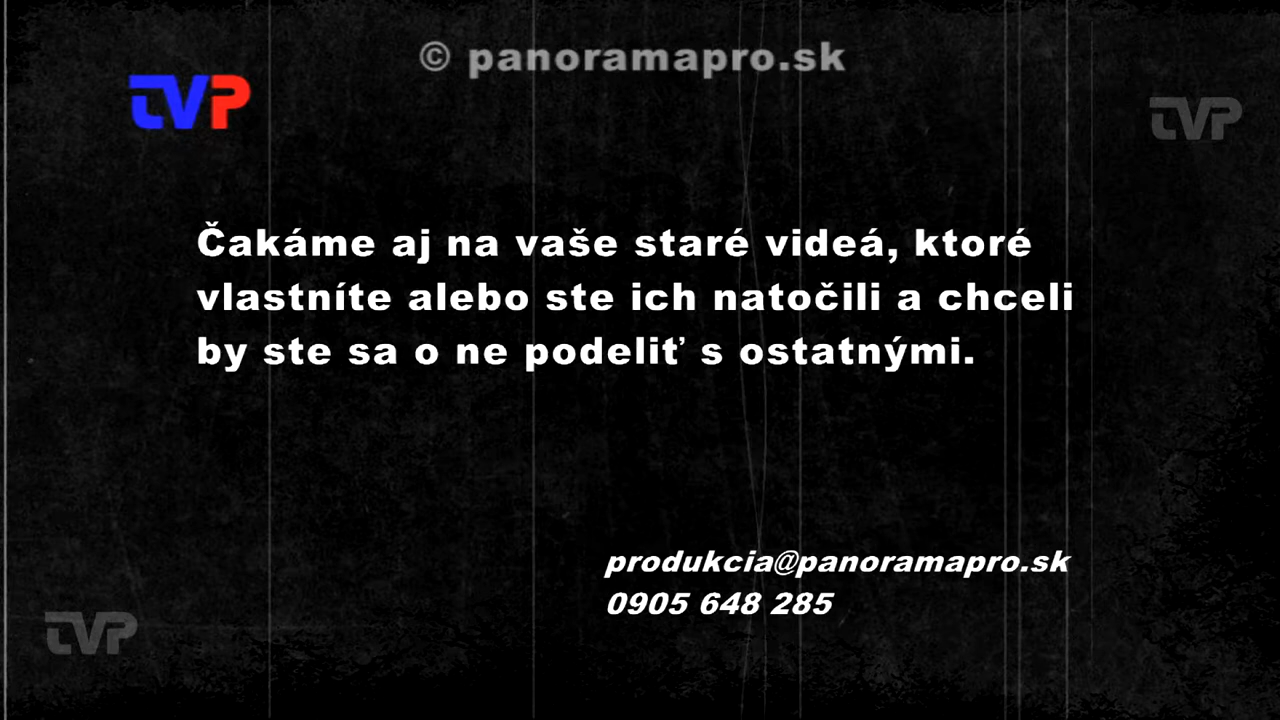 © panoramapro.sk
TVP
TVP
Čakáme aj na vaše staré videá, ktoré
vlastníte alebo ste ich natočili a chceli
by ste sa o ne podeliť s ostatnými.
produkcia@panoramapro.sk
0905 648 285
TVP